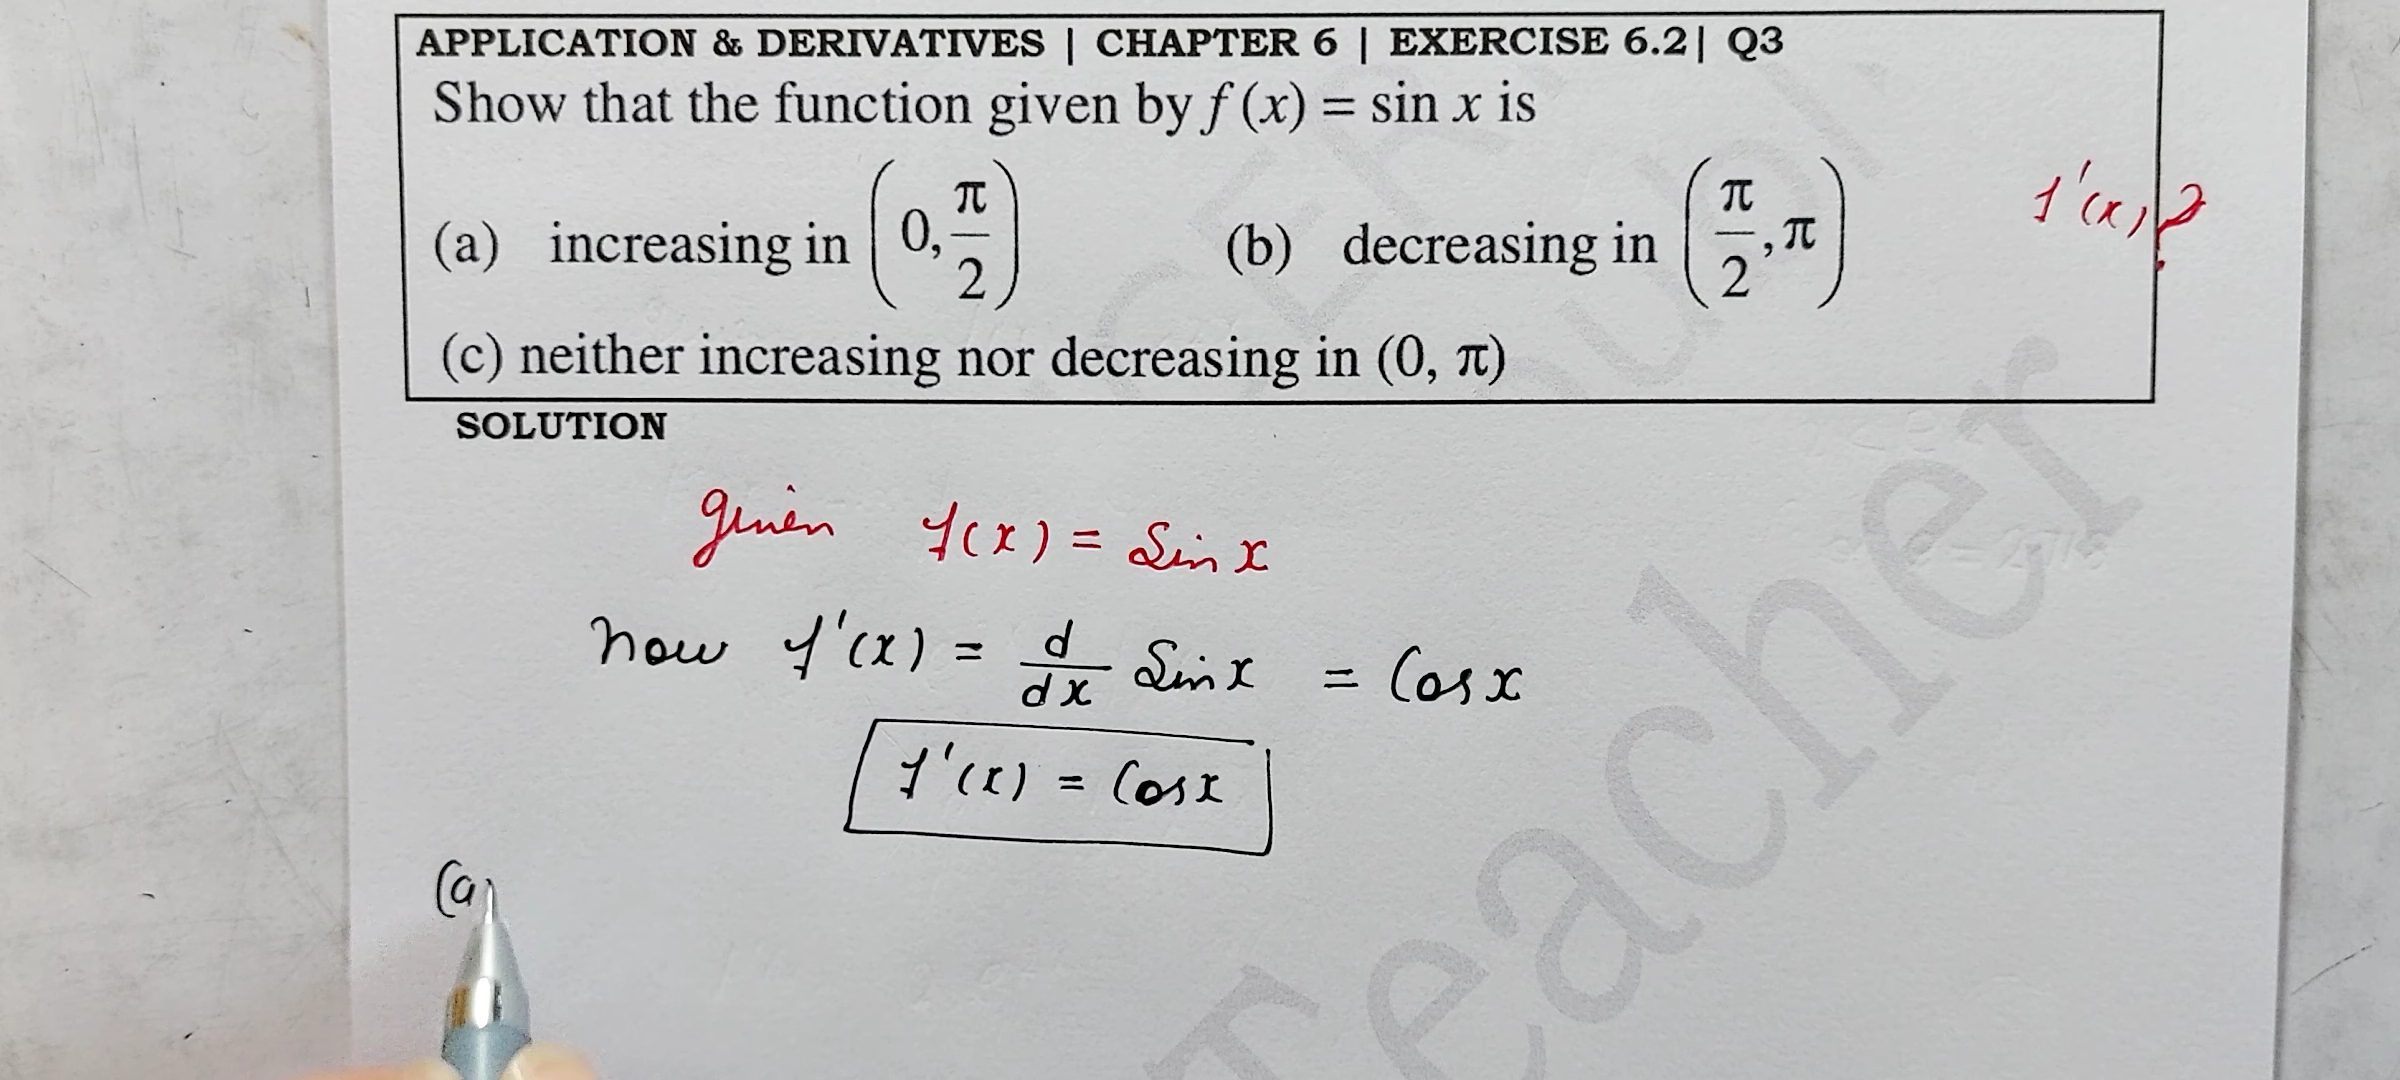 APPLICATION & DERIVATIVES | CHAPTER 6 | EXERCISE 6.2| Q3
Show that the function given by f (x) = sin x is
(a) increasing in (0, π/2) (b) decreasing in (π/2, π)
f'(x)?
(c) neither increasing nor decreasing in (0, π)
SOLUTION
Given f(x) = Sin x
Now f'(x) = d/dx Sin x = Cos x
f'(x) = Cos x
(a)
Teacher